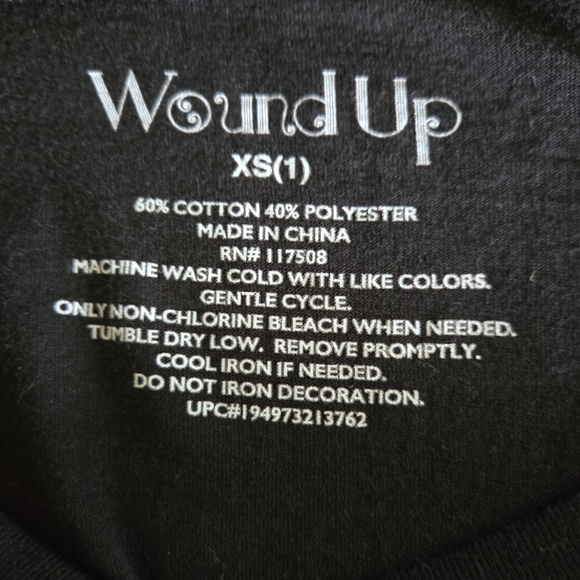 Wound Up
XS(1)
60% COTTON 40% POLYESTER
MADE IN CHINA
RN# 117508
MACHINE WASH COLD WITH LIKE COLORS.
GENTLE CYCLE.
ONLY NON-CHLORINE BLEACH WHEN NEEDED.
TUMBLE DRY LOW. REMOVE PROMPTLY.
COOL IRON IF NEEDED.
DO NOT IRON DECORATION.
UPC#194973213762